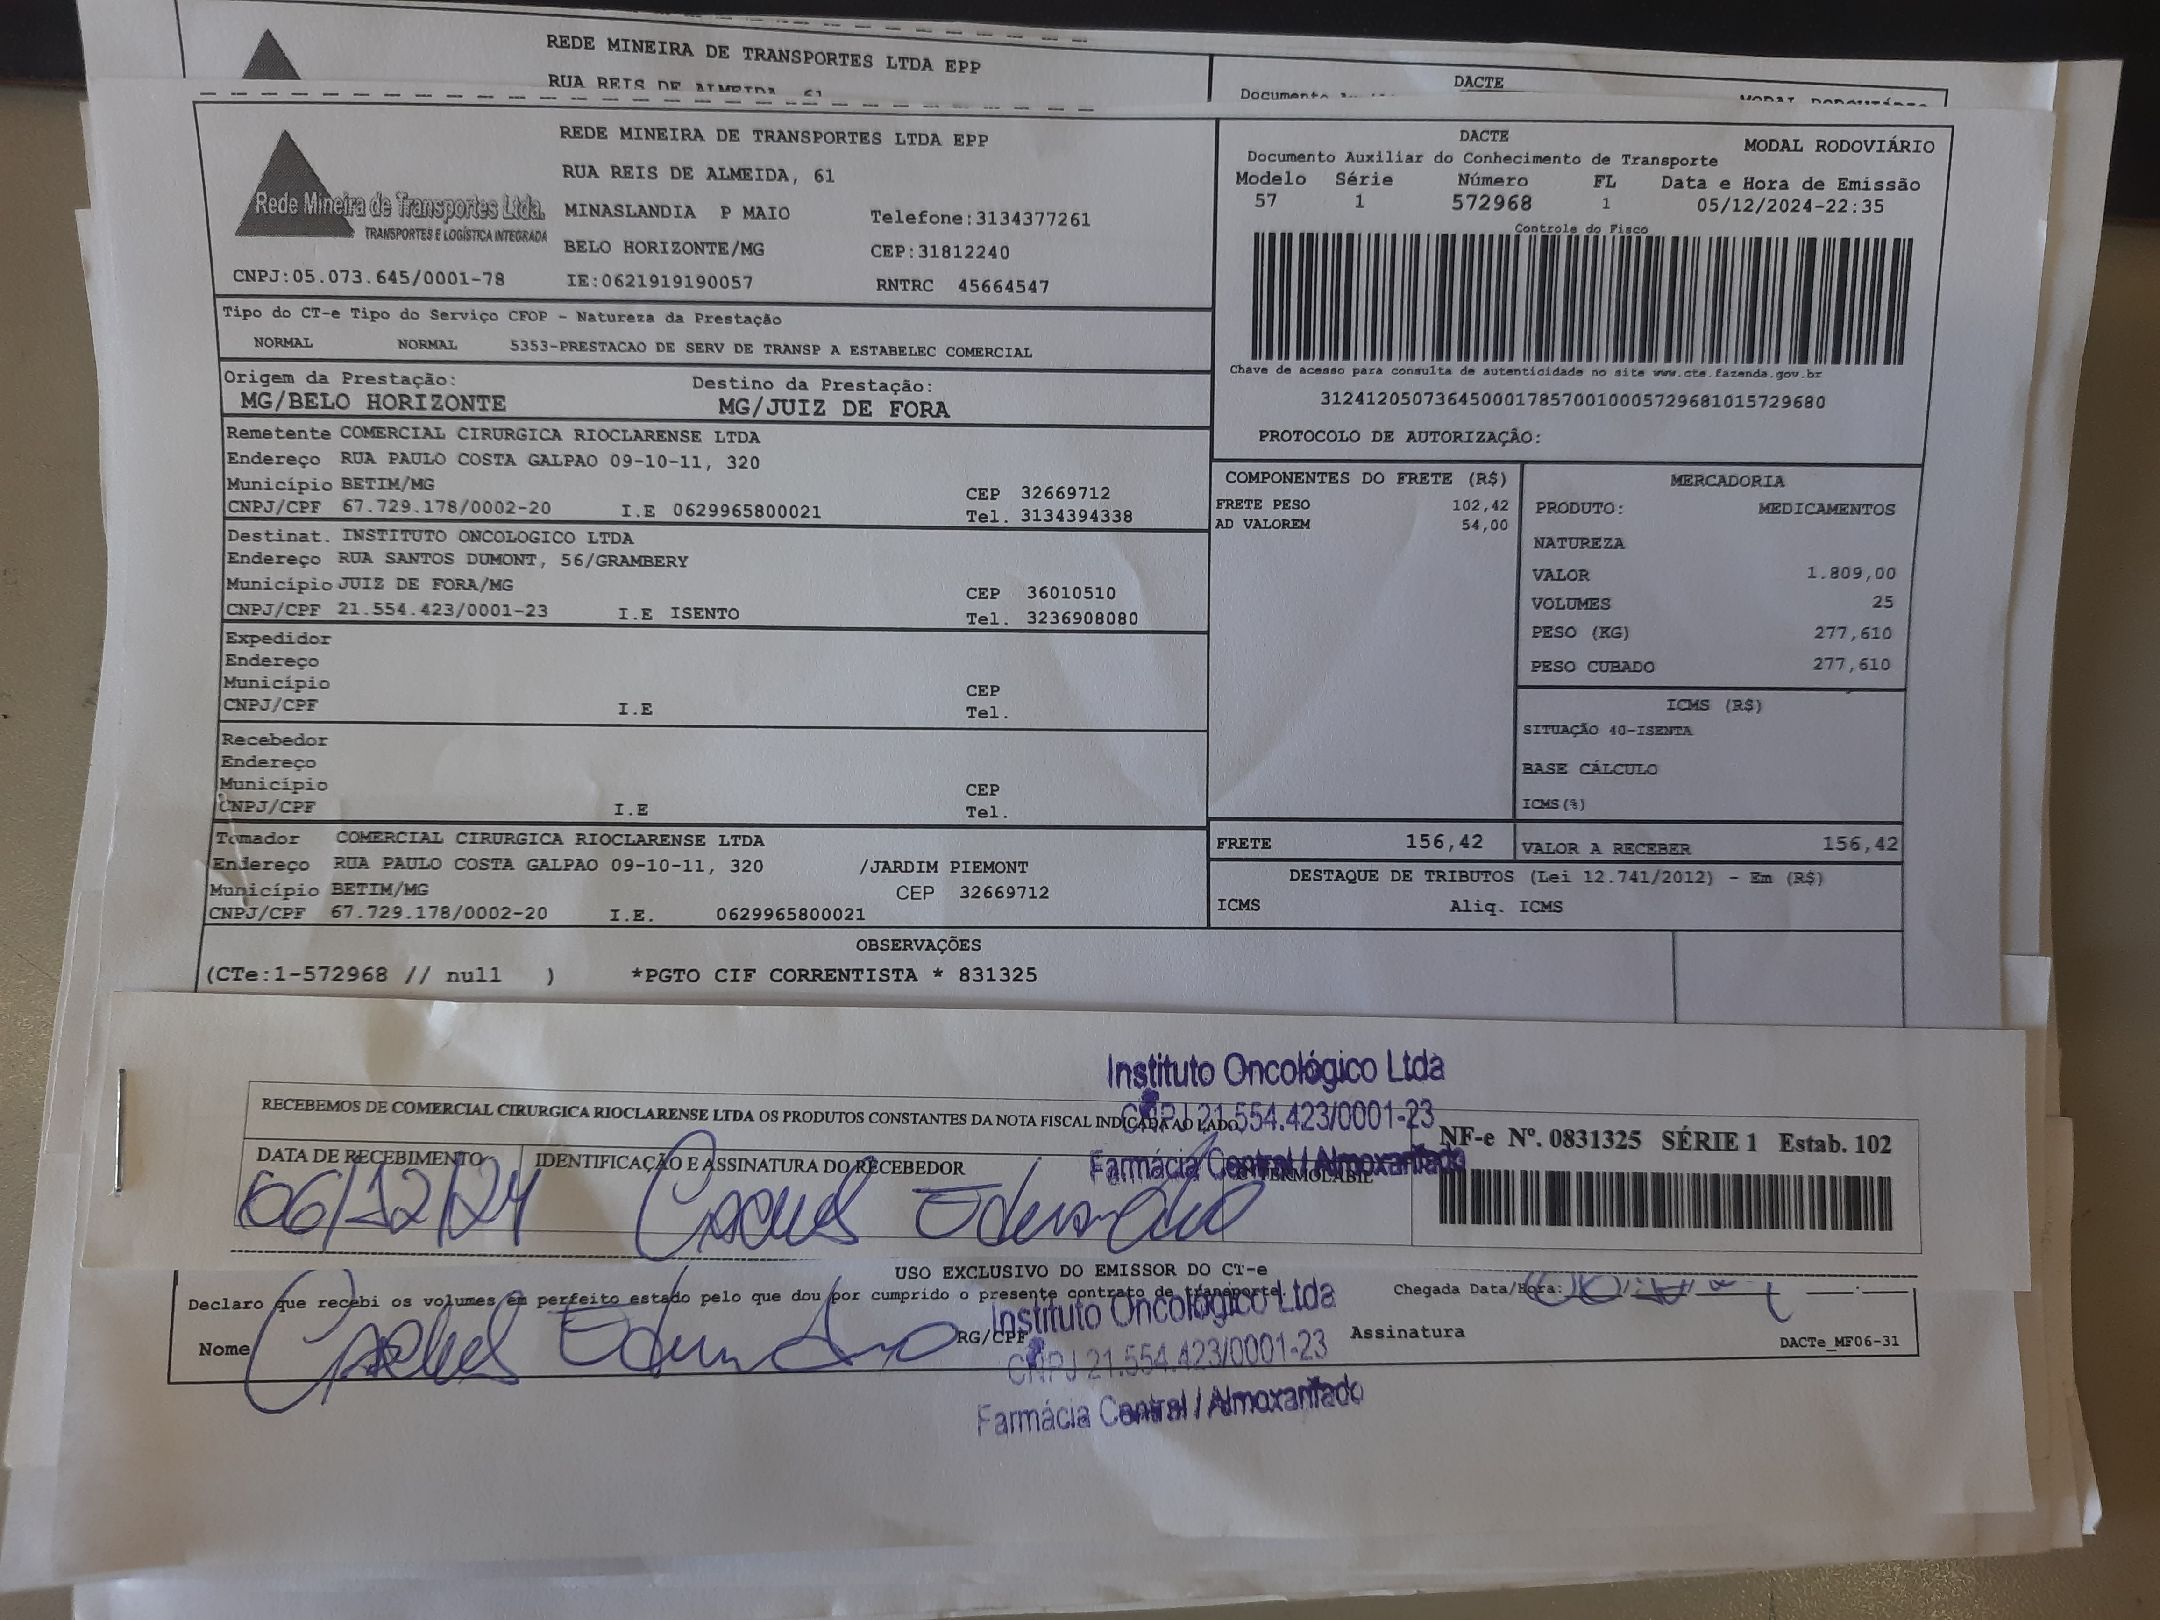 REDE MINEIRA DE TRANSPORTES LTDA EPP
RUA REIS DE ALMEIDA, 61
DACTE
REDE MINEIRA DE TRANSPORTES LTDA EPP
RUA REIS DE ALMEIDA, 61
Rede Mineira de Transportes Ltda.
TRANSPORTES E LOGÍSTICA INTEGRADA
MINASLANDIA P MAIO Telefone:3134377261
BELO HORIZONTE/MG CEP:31812240
CNPJ:05.073.645/0001-78 IE:0621919190057 RNTRC 45664547
DACTE MODAL RODOVIÁRIO
Documento Auxiliar do Conhecimento de Transporte
Modelo Série Número FL Data e Hora de Emissão
57 1 572968 1 05/12/2024-22:35
Controle do Fisco
Chave de acesso para consulta de autenticidade no site www.cte.fazenda.gov.br
31241205073645000178570010005729681015729680
PROTOCOLO DE AUTORIZAÇÃO:
Tipo do CT-e Tipo do Serviço CFOP - Natureza da Prestação
NORMAL NORMAL 5353-PRESTACAO DE SERV DE TRANSP A ESTABELEC COMERCIAL
Origem da Prestação: Destino da Prestação:
MG/BELO HORIZONTE MG/JUIZ DE FORA
Remetente COMERCIAL CIRURGICA RIOCLARENSE LTDA
Endereço RUA PAULO COSTA GALPAO 09-10-11, 320
Município BETIM/MG CEP 32669712
CNPJ/CPF 67.729.178/0002-20 I.E 0629965800021 Tel. 3134394338
Destinat. INSTITUTO ONCOLOGICO LTDA
Endereço RUA SANTOS DUMONT, 56/GRAMBERY
Município JUIZ DE FORA/MG CEP 36010510
CNPJ/CPF 21.554.423/0001-23 I.E ISENTO Tel. 3236908080
Expedidor
Endereço
Município CEP
CNPJ/CPF I.E Tel.
Recebedor
Endereço
Município CEP
CNPJ/CPF I.E Tel.
Tomador COMERCIAL CIRURGICA RIOCLARENSE LTDA
Endereço RUA PAULO COSTA GALPAO 09-10-11, 320 /JARDIM PIEMONT
Município BETIM/MG CEP 32669712
CNPJ/CPF 67.729.178/0002-20 I.E. 0629965800021
COMPONENTES DO FRETE (R$)
FRETE PESO 102,42
AD VALOREM 54,00
MERCADORIA
PRODUTO: MEDICAMENTOS
NATUREZA
VALOR 1.809,00
VOLUMES 25
PESO (KG) 277,610
PESO CUBADO 277,610
ICMS (R$)
SITUAÇÃO 40-ISENTA
BASE CÁLCULO
ICMS(%)
FRETE 156,42 VALOR A RECEBER 156,42
DESTAQUE DE TRIBUTOS (Lei 12.741/2012) - Em (R$)
ICMS Aliq. ICMS
OBSERVAÇÕES
(CTe:1-572968 // null ) *PGTO CIF CORRENTISTA * 831325
Instituto Oncológico Ltda
CNPJ 21.554.423/0001-23
Farmácia Central / Almoxarifado
RECEBEMOS DE COMERCIAL CIRURGICA RIOCLARENSE LTDA OS PRODUTOS CONSTANTES DA NOTA FISCAL INDICADA AO LADO.
DATA DE RECEBIMENTO IDENTIFICAÇÃO E ASSINATURA DO RECEBEDOR
NF-e Nº. 0831325 SÉRIE 1 Estab. 102
06/12/24 Eduardo
USO EXCLUSIVO DO EMISSOR DO CT-e
Declaro que recebi os volumes em perfeito estado pelo que dou por cumprido o presente contrato de transporte. Chegada Data/Hora:
Nome Eduardo RG/CPF Assinatura
DACTe_MF06-31
Instituto Oncológico Ltda
CNPJ 21.554.423/0001-23
Farmácia Central / Almoxarifado